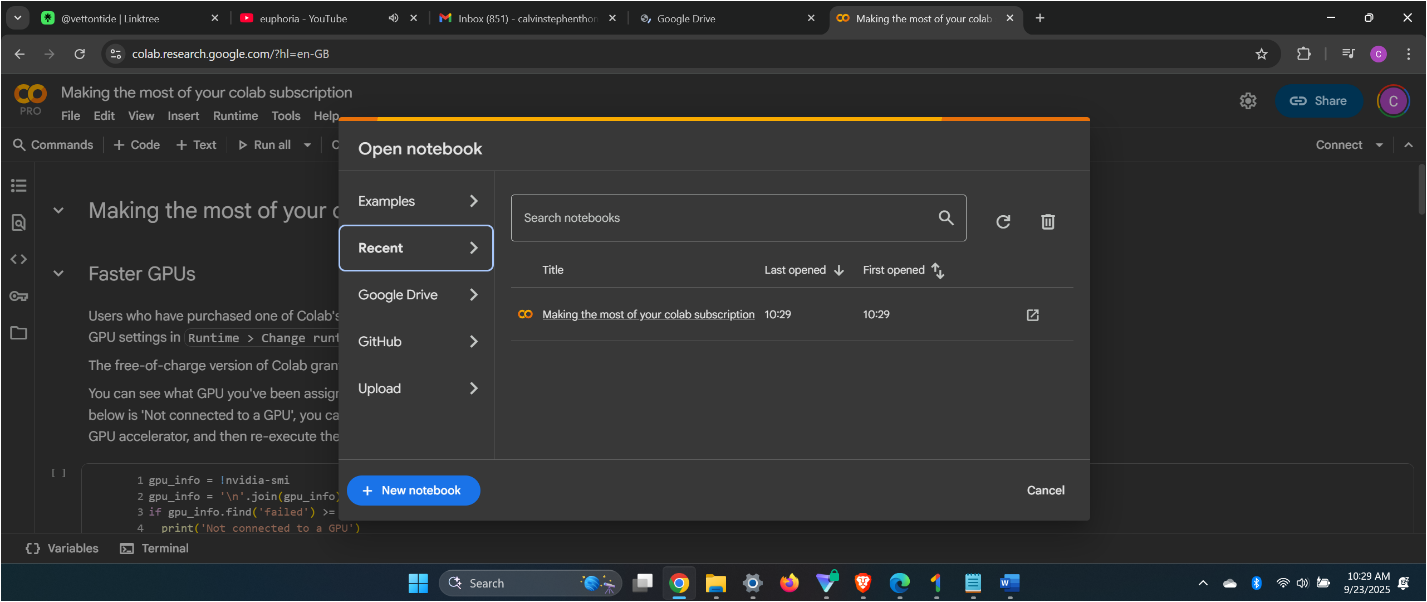 @vettontide | Linktree
euphoria - YouTube
Inbox (851) - calvinstephenthon
Google Drive
Making the most of your colab
colab.research.google.com/?hl=en-GB
C
PRO
Making the most of your colab subscription
File Edit View Insert Runtime Tools Help
Share
C
Commands + Code + Text Run all C
Connect
Making the most of your c
Faster GPUs
Users who have purchased one of Colab's
GPU settings in Runtime > Change runt
The free-of-charge version of Colab gran
You can see what GPU you've been assign
below is 'Not connected to a GPU', you ca
GPU accelerator, and then re-execute the
[ ]
1 gpu_info = !nvidia-smi
2 gpu_info = '\n'.join(gpu_info)
3 if gpu_info.find('failed') >=
4 print('Not connected to a GPU')
Open notebook
Examples
Recent
Google Drive
GitHub
Upload
Search notebooks
Title Last opened First opened
Making the most of your colab subscription 10:29 10:29
+ New notebook
Cancel
Variables Terminal
Search
10:29 AM
9/23/2025